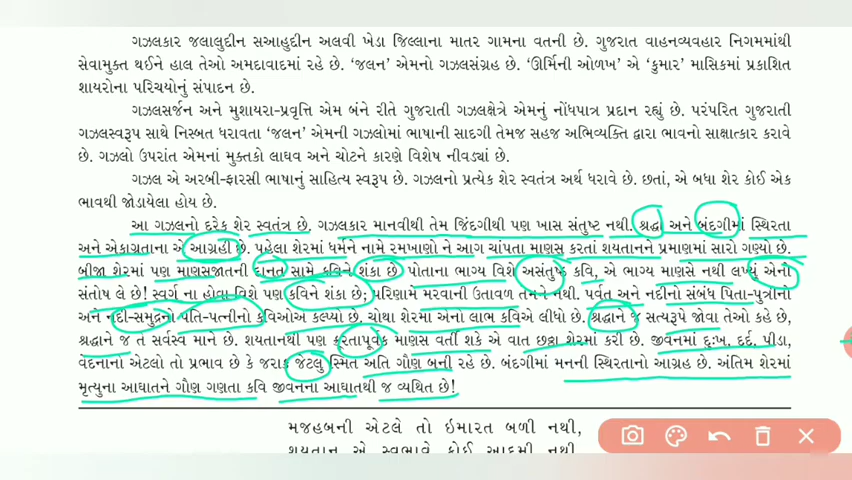 ગઝલકાર જલાલુદ્દીન સઆહુદ્દીન અલવી ખેડા જિલ્લાના માતર ગામના વતની છે. ગુજરાત વાહનવ્યવહાર નિગમમાંથી
સેવામુક્ત થઈને હાલ તેઓ અમદાવાદમાં રહે છે. ‘જલન’ એમનો ગઝલસંગ્રહ છે. ‘ઊર્મિની ઓળખ’ એ ‘કુમાર’ માસિકમાં પ્રકાશિત
શાયરોના પરિચયોનું સંપાદન છે.
ગઝલસર્જન અને મુશાયરા-પ્રવૃત્તિ એમ બંને રીતે ગુજરાતી ગઝલક્ષેત્રે એમનું નોંધપાત્ર પ્રદાન રહ્યું છે. પરંપરિત ગુજરાતી
ગઝલસ્વરૂપ સાથે નિસ્બત ધરાવતા ‘જલન’ એમની ગઝલોમાં ભાષાની સાદગી તેમજ સહજ અભિવ્યક્તિ દ્વારા ભાવનો સાક્ષાત્કાર કરાવે
છે. ગઝલો ઉપરાંત એમનાં મુક્તકો લાઘવ અને ચોટને કારણે વિશેષ નીવડ્યાં છે.
ગઝલ એ અરબી-ફારસી ભાષાનું સાહિત્ય સ્વરૂપ છે. ગઝલનો પ્રત્યેક શેર સ્વતંત્ર અર્થ ધરાવે છે. છતાં, એ બધા શેર કોઈ એક
ભાવથી જોડાયેલા હોય છે.
આ ગઝલનો દરેક શેર સ્વતંત્ર છે. ગઝલકાર માનવીથી તેમ જિંદગીથી પણ ખાસ સંતુષ્ટ નથી. શ્રદ્ધા અને બંદગીમાં સ્થિરતા
અને એકાગ્રતાના એ આગ્રહી છે. પહેલા શેરમાં ધર્મને નામે રમખાણો ને આગ ચાંપતા માણસ કરતાં શયતાનને પ્રમાણમાં સારો ગણ્યો છે.
બીજા શેરમાં પણ માણસજાતની દાનત સામે કવિને શંકા છે. પોતાના ભાગ્ય વિશે અસંતુષ્ટ કવિ, એ ભાગ્ય માણસે નથી લખ્યું એનો
સંતોષ લે છે! સ્વર્ગ ના હોવા વિશે પણ કવિને શંકા છે; પરિણામે મરવાની ઉતાવળ તેમને નથી. પર્વત અને નદીનો સંબંધ પિતા-પુત્રીનો
અને નદી-સમુદ્રનો પતિ-પત્નીનો કવિઓએ કલ્પ્યો છે. ચોથા શેરમાં એનો લાભ કવિએ લીધો છે. શ્રદ્ધાને જ સત્યરૂપે જોવા તેઓ કહે છે,
શ્રદ્ધાને જ તે સર્વસ્વ માને છે. શયતાનથી પણ ક્રૂરતાપૂર્વક માણસ વર્તી શકે એ વાત છઠ્ઠા શેરમાં કરી છે. જીવનમાં દુઃખ, દર્દ, પીડા,
વેદનાનો એટલો તો પ્રભાવ છે કે જરાક જેટલું સ્મિત અતિ ગૌણ બની રહે છે. બંદગીમાં મનની સ્થિરતાનો આગ્રહ છે. અંતિમ શેરમાં
મૃત્યુના આઘાતને ગૌણ ગણતા કવિ જીવનના આઘાતથી જ વ્યથિત છે!
મજહબની એટલે તો ઇમારત બળી નથી,
શયતાન એ સ્વભાવે કોઈ આદમી નથી